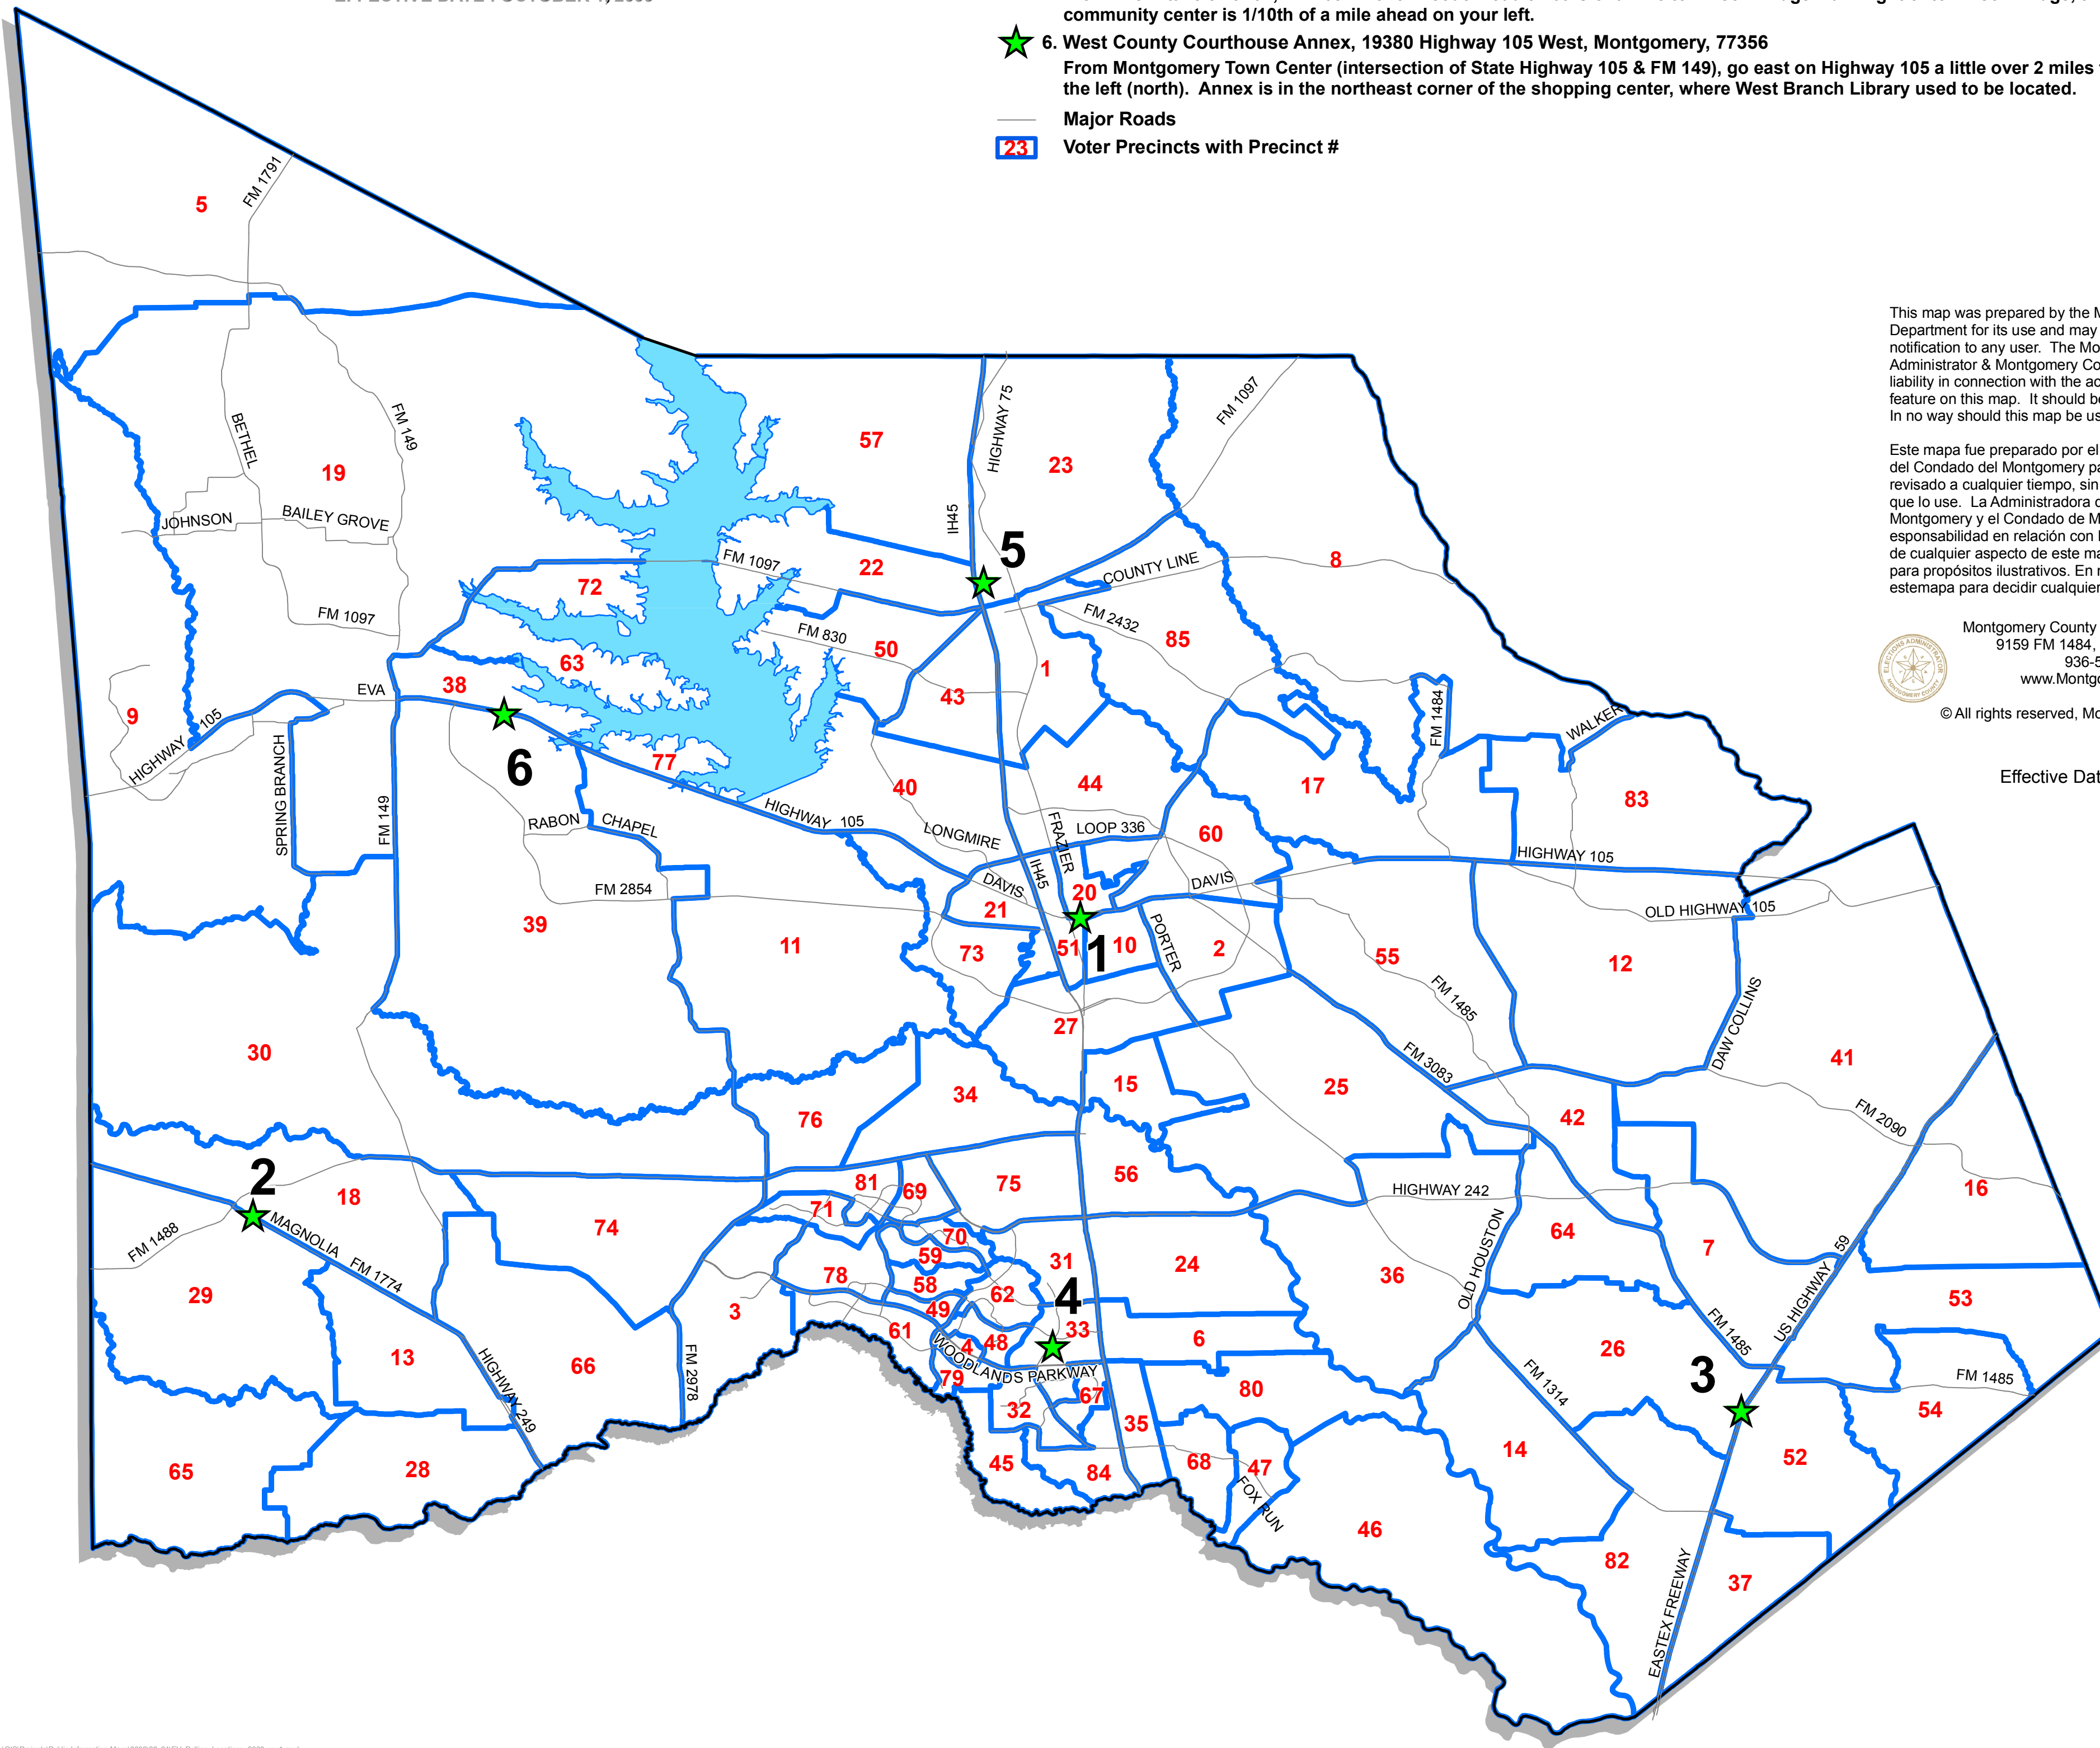 community center is 1/10th of a mile ahead on your left.
6. West County Courthouse Annex, 19380 Highway 105 West, Montgomery, 77356
From Montgomery Town Center (intersection of State Highway 105 & FM 149), go east on Highway 105 a little over 2 miles
the left (north). Annex is in the northeast corner of the shopping center, where West Branch Library used to be located.
Major Roads
23 Voter Precincts with Precinct #
This map was prepared by the
Department for its use and may
notification to any user. The
Administrator & Montgomery
liability in connection with the
feature on this map. It should
In no way should this map be
Este mapa fue preparado por el
del Condado del Montgomery
revisado a cualquier tiempo, sin
que lo use. La Administradora
Montgomery y el Condado de
esponsabilidad en relación con
de cualquier aspecto de este
para propósitos ilustrativos. En
estemapa para decidir
Montgomery County
9159 FM 1484,
936-5
ELECTIONS ADMINISTRATOR
MONTGOMERY COUNTY
© All rights reserved,
Effective
5
FM 1791
57
HIGHWAY 75
23
FM 1097
BETHEL
FM 149
19
JOHNSON
BAILEY GROVE
IH45
5
FM 1097
22
COUNTY LINE
8
72
FM 1097
FM 830
50
FM 2432
85
63
1
38
EVA
43
9
HIGHWAY 105
FM 1484
WALKER
6
77
SPRING BRANCH
FM 149
40
44
17
83
HIGHWAY 105
RABON CHAPEL
LONGMIRE
FRAZIER
LOOP 336
60
HIGHWAY 105
FM 2854
DAVIS
IH45
20
DAVIS
21
OLD HIGHWAY 105
39
11
73
51
1
10
PORTER
2
55
12
FM 1485
DAW COLLINS
27
30
41
FM 3083
34
15
25
76
42
FM 2090
2
18
81
69
75
56
HIGHWAY 242
16
71
FM 1488
MAGNOLIA
74
70
59
31
24
64
7
59
FM 1774
78
36
OLD HOUSTON
29
58
62
4
US HIGHWAY
53
3
49
33
61
6
FM 1485
4
48
26
13
HIGHWAY 249
66
FM 2978
WOODLANDS PARKWAY
79
67
80
FM 1314
3
FM 1485
32
35
54
14
65
28
45
84
68
47
52
FOX RUN
46
82
EASTEX FREEWAY
37